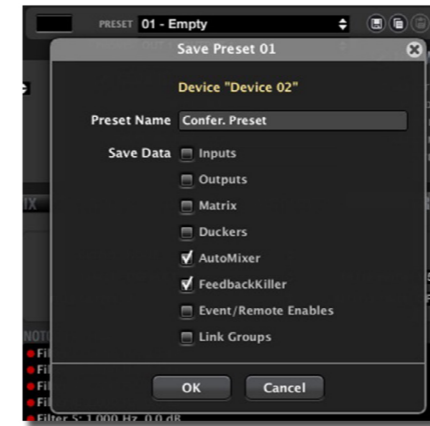 PRESET 01 - Empty
Save Preset 01
Device "Device 02"
Preset Name Confer. Preset
Save Data Inputs
Outputs
Matrix
Duckers
AutoMixer
FeedbackKiller
Event/Remote Enables
Link Groups
OK Cancel
Filter 5: 1.000 Hz, 0.0 dB